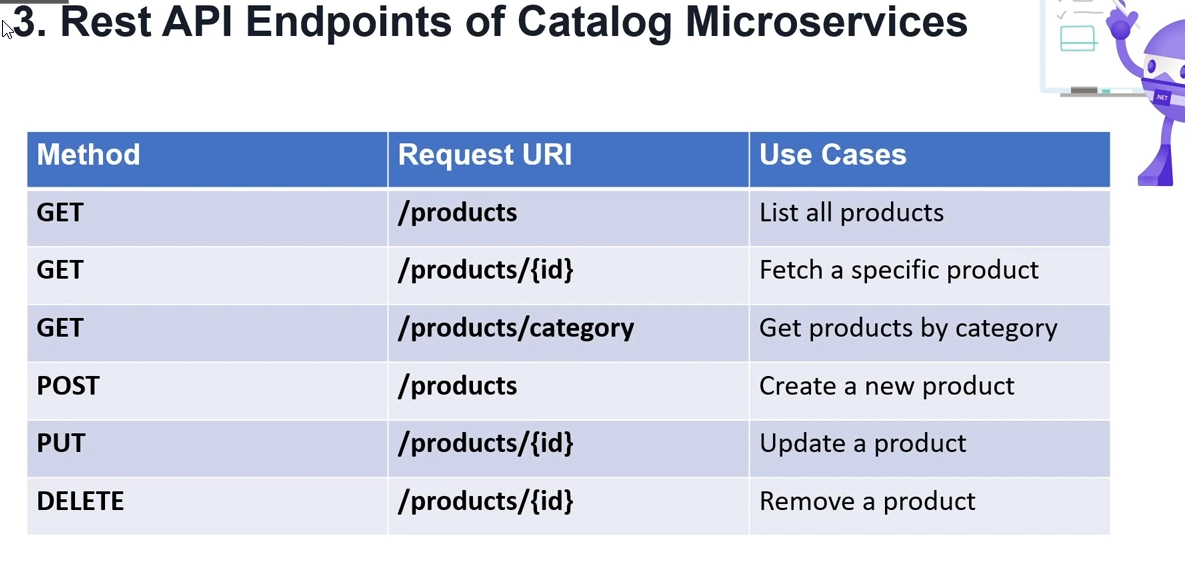 3. Rest API Endpoints of Catalog Microservices
Method Request URI Use Cases
GET /products List all products
GET /products/{id} Fetch a specific product
GET /products/category Get products by category
POST /products Create a new product
PUT /products/{id} Update a product
DELETE /products/{id} Remove a product
.NET